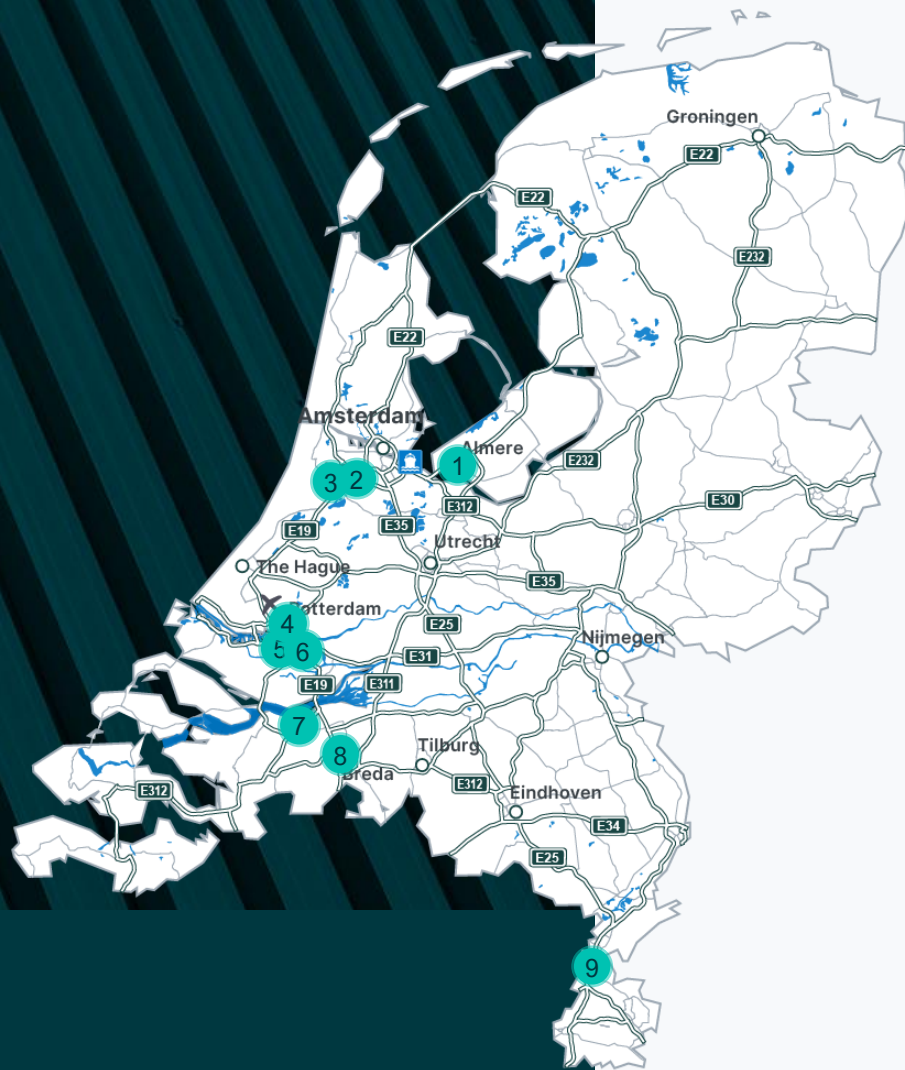 Groningen
E22
E22
E232
E22
Amsterdam
Almere
1
E232
2
3
E312
E30
E35
E19
Utrecht
The Hague
E35
Rotterdam
4
E25
Nijmegen
5
6
E31
E19
E311
7
Tilburg
8
Breda
E312
E312
Eindhoven
E34
E25
9